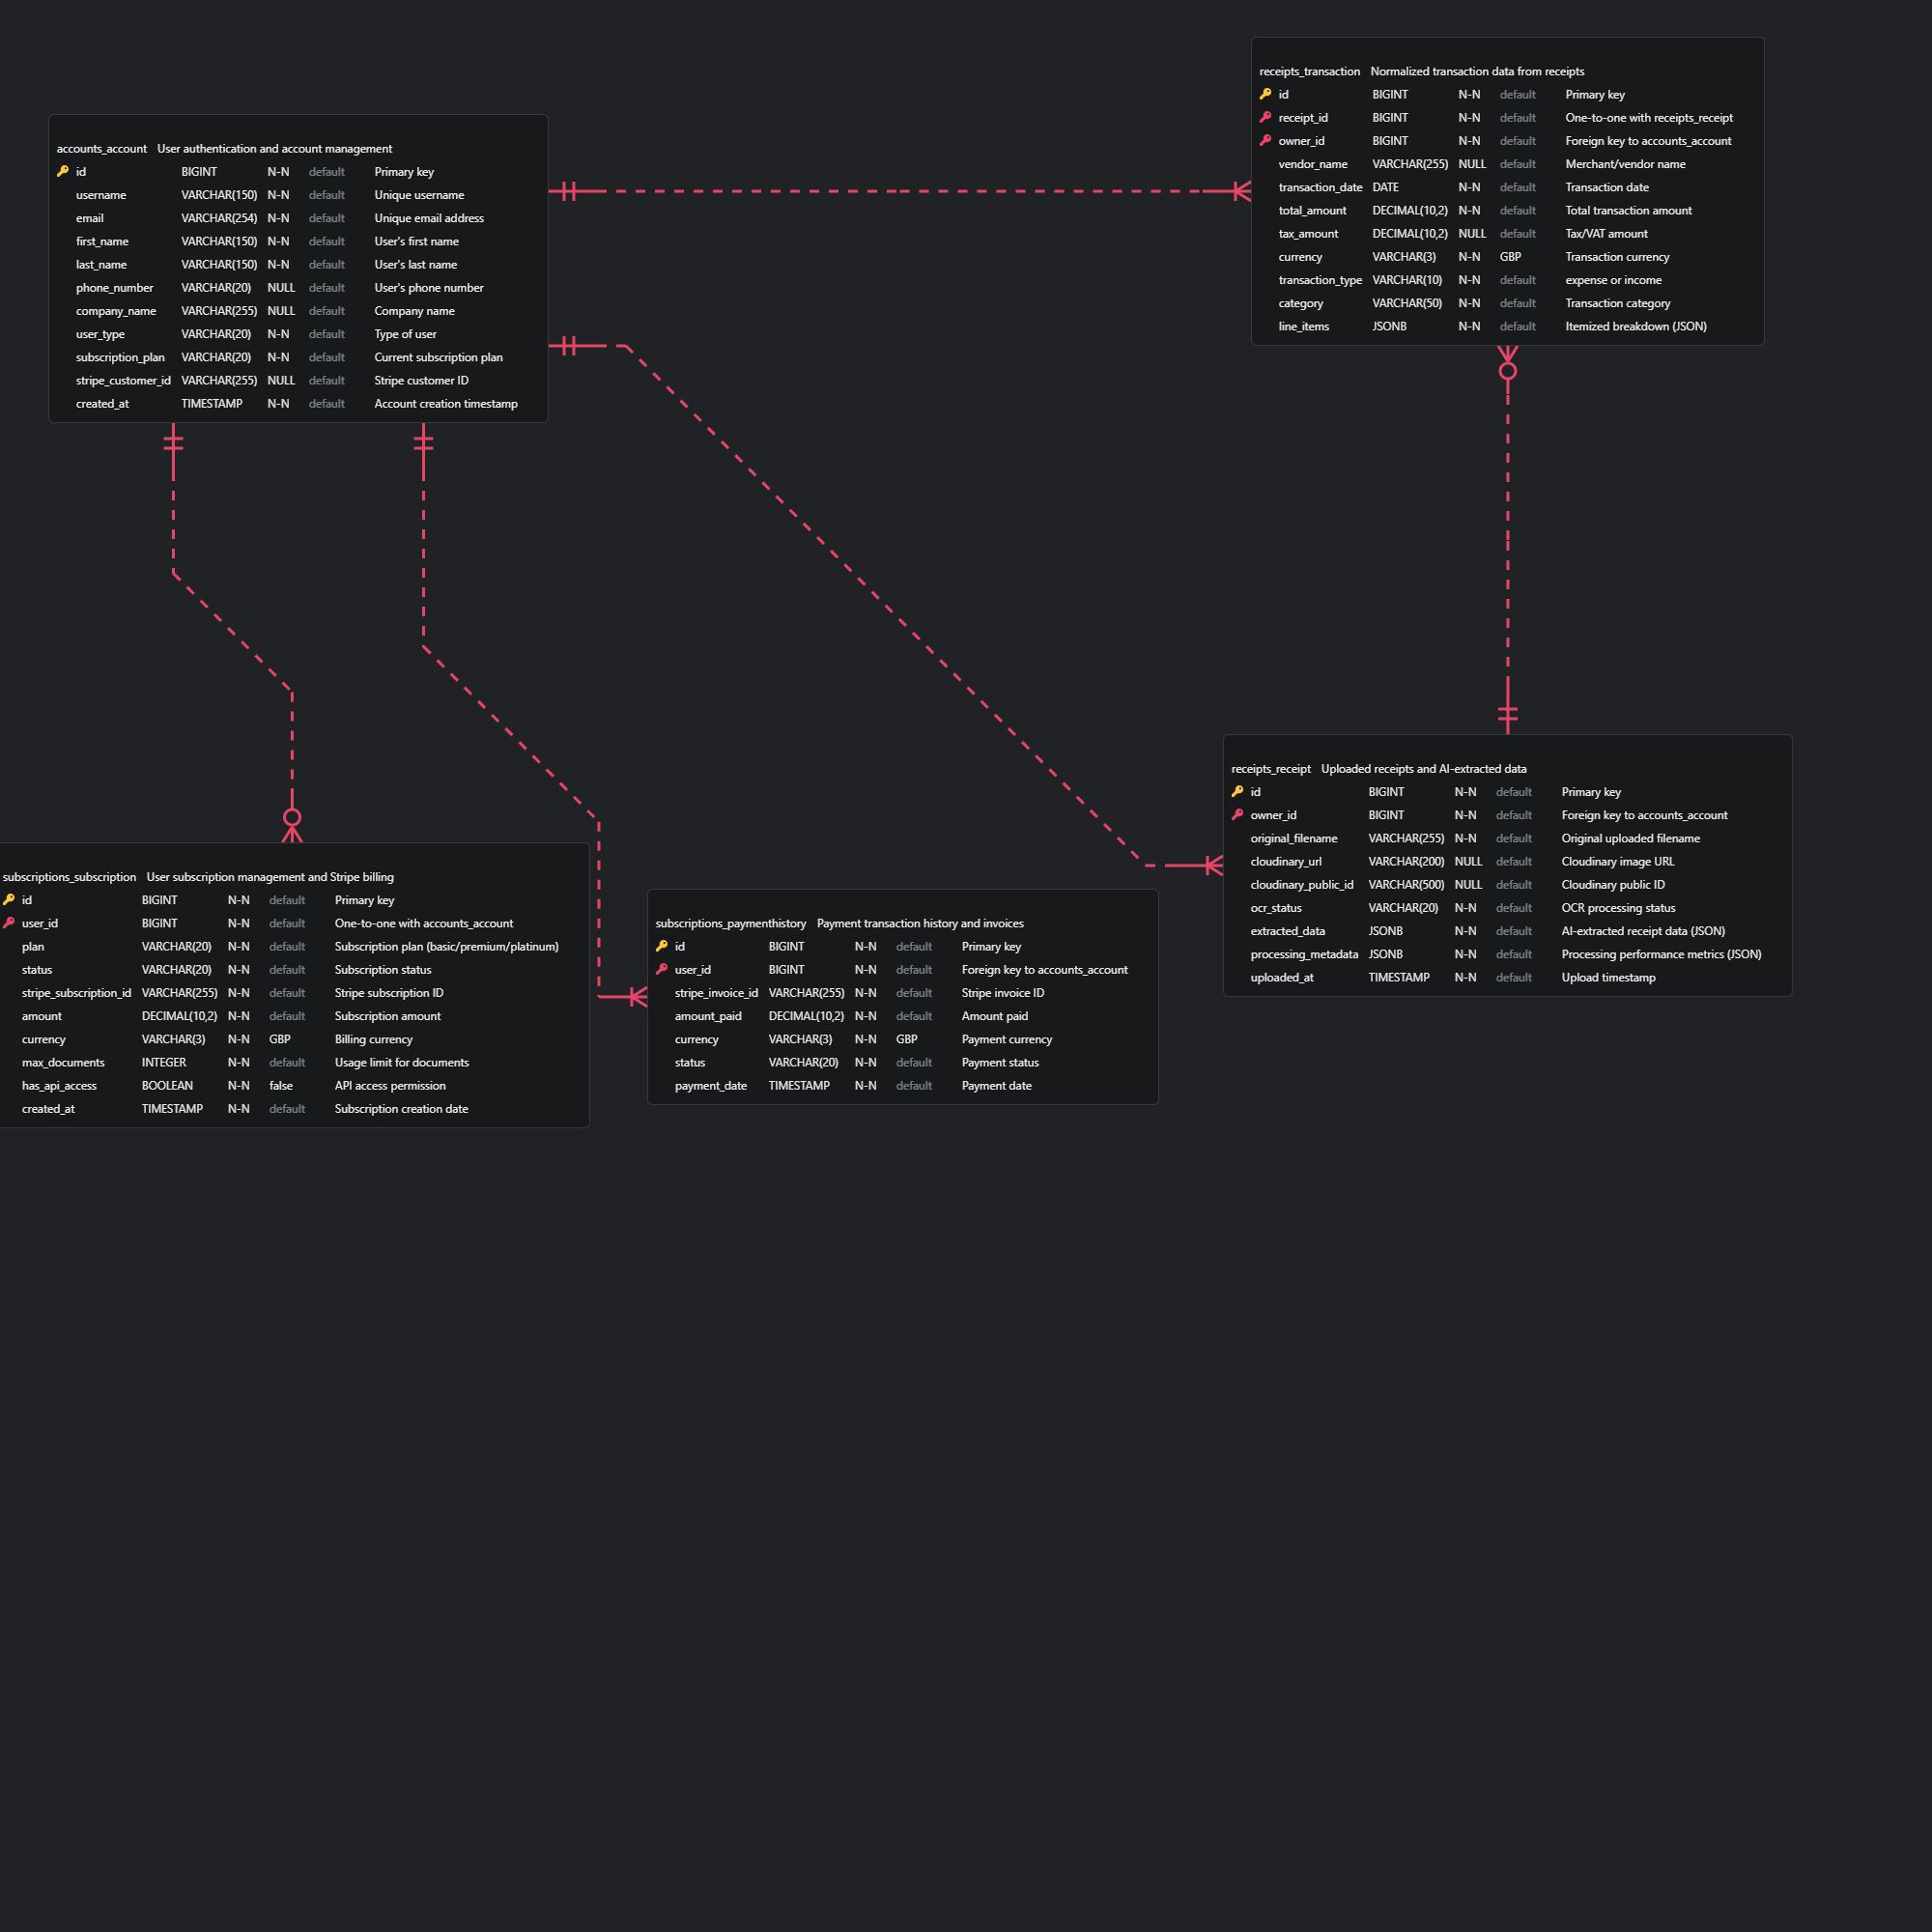 receipts_transaction Normalized transaction data from receipts
id BIGINT N-N default Primary key
receipt_id BIGINT N-N default One-to-one with receipts_receipt
owner_id BIGINT N-N default Foreign key to accounts_account
vendor_name VARCHAR(255) NULL default Merchant/vendor name
transaction_date DATE N-N default Transaction date
total_amount DECIMAL(10,2) N-N default Total transaction amount
tax_amount DECIMAL(10,2) NULL default Tax/VAT amount
currency VARCHAR(3) N-N GBP Transaction currency
transaction_type VARCHAR(10) N-N default expense or income
category VARCHAR(50) N-N default Transaction category
line_items JSONB N-N default Itemized breakdown (JSON)
accounts_account User authentication and account management
id BIGINT N-N default Primary key
username VARCHAR(150) N-N default Unique username
email VARCHAR(254) N-N default Unique email address
first_name VARCHAR(150) N-N default User's first name
last_name VARCHAR(150) N-N default User's last name
phone_number VARCHAR(20) NULL default User's phone number
company_name VARCHAR(255) NULL default Company name
user_type VARCHAR(20) N-N default Type of user
subscription_plan VARCHAR(20) N-N default Current subscription plan
stripe_customer_id VARCHAR(255) NULL default Stripe customer ID
created_at TIMESTAMP N-N default Account creation timestamp
receipts_receipt Uploaded receipts and AI-extracted data
id BIGINT N-N default Primary key
owner_id BIGINT N-N default Foreign key to accounts_account
original_filename VARCHAR(255) N-N default Original uploaded filename
cloudinary_url VARCHAR(200) NULL default Cloudinary image URL
cloudinary_public_id VARCHAR(500) NULL default Cloudinary public ID
ocr_status VARCHAR(20) N-N default OCR processing status
extracted_data JSONB N-N default AI-extracted receipt data (JSON)
processing_metadata JSONB N-N default Processing performance metrics (JSON)
uploaded_at TIMESTAMP N-N default Upload timestamp
subscriptions_subscription User subscription management and Stripe billing
id BIGINT N-N default Primary key
user_id BIGINT N-N default One-to-one with accounts_account
plan VARCHAR(20) N-N default Subscription plan (basic/premium/platinum)
status VARCHAR(20) N-N default Subscription status
stripe_subscription_id VARCHAR(255) N-N default Stripe subscription ID
amount DECIMAL(10,2) N-N default Subscription amount
currency VARCHAR(3) N-N GBP Billing currency
max_documents INTEGER N-N default Usage limit for documents
has_api_access BOOLEAN N-N false API access permission
created_at TIMESTAMP N-N default Subscription creation date
subscriptions_paymenthistory Payment transaction history and invoices
id BIGINT N-N default Primary key
user_id BIGINT N-N default Foreign key to accounts_account
stripe_invoice_id VARCHAR(255) N-N default Stripe invoice ID
amount_paid DECIMAL(10,2) N-N default Amount paid
currency VARCHAR(3) N-N GBP Payment currency
status VARCHAR(20) N-N default Payment status
payment_date TIMESTAMP N-N default Payment date